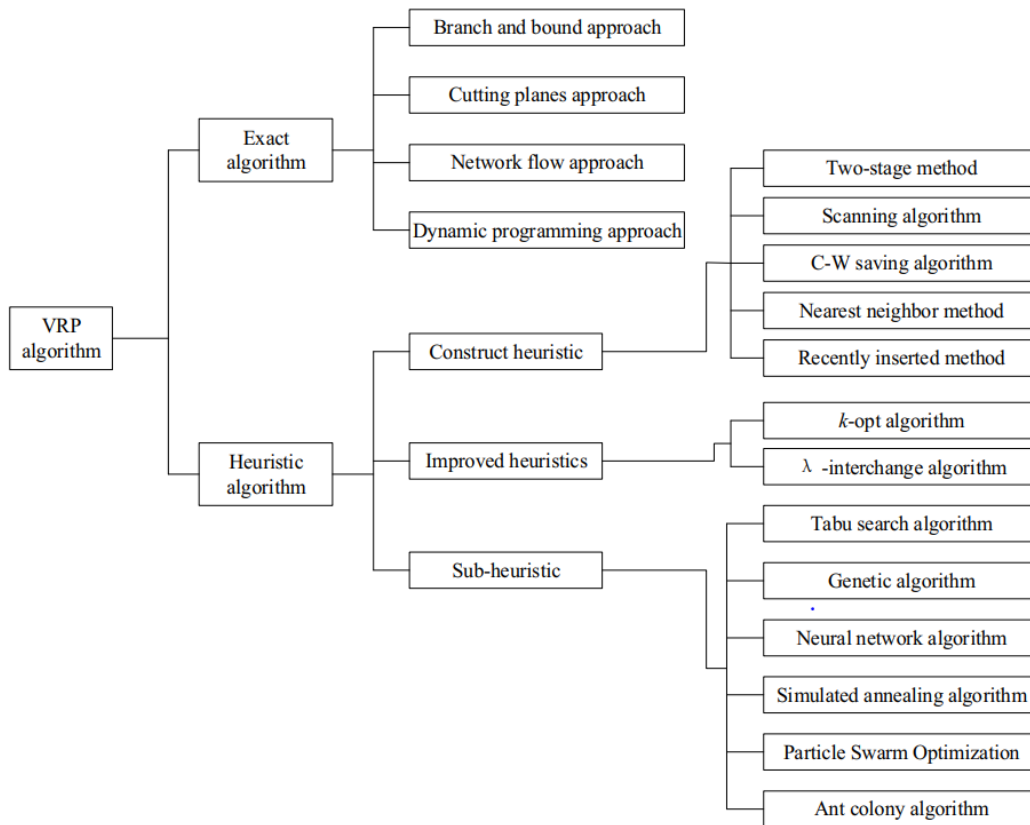 VRP
algorithm
Exact
algorithm
Branch and bound approach
Cutting planes approach
Network flow approach
Dynamic programming approach
Heuristic
algorithm
Construct heuristic
Two-stage method
Scanning algorithm
C-W saving algorithm
Nearest neighbor method
Recently inserted method
Improved heuristics
k-opt algorithm
λ -interchange algorithm
Sub-heuristic
Tabu search algorithm
Genetic algorithm
Neural network algorithm
Simulated annealing algorithm
Particle Swarm Optimization
Ant colony algorithm